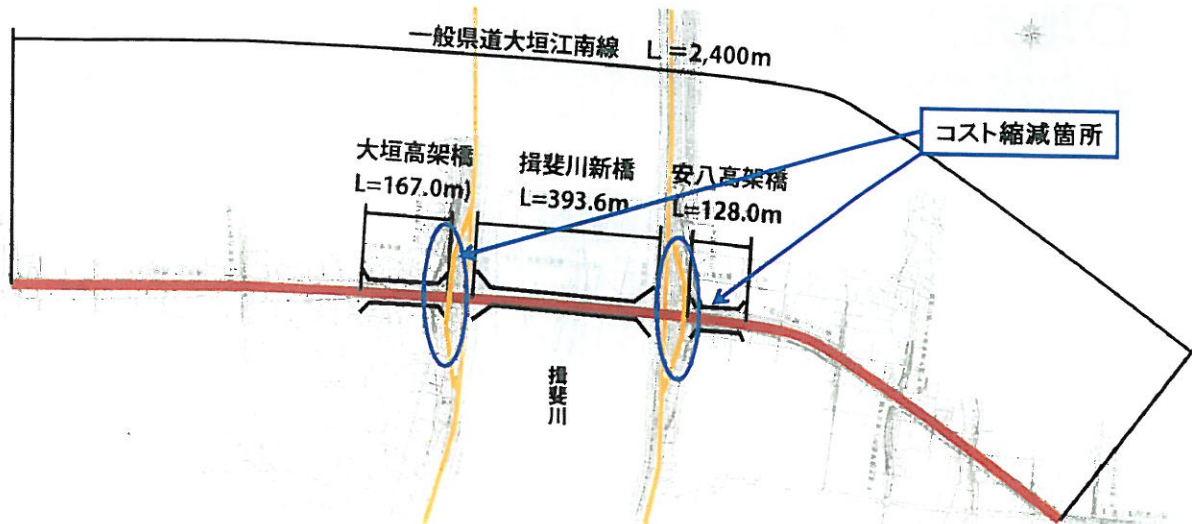 一般県道大垣江南線 L=2,400m
コスト縮減箇所
大垣高架橋
L=167.0m)
揖斐川新橋
L=393.6m
安八高架橋
L=128.0m
揖斐川